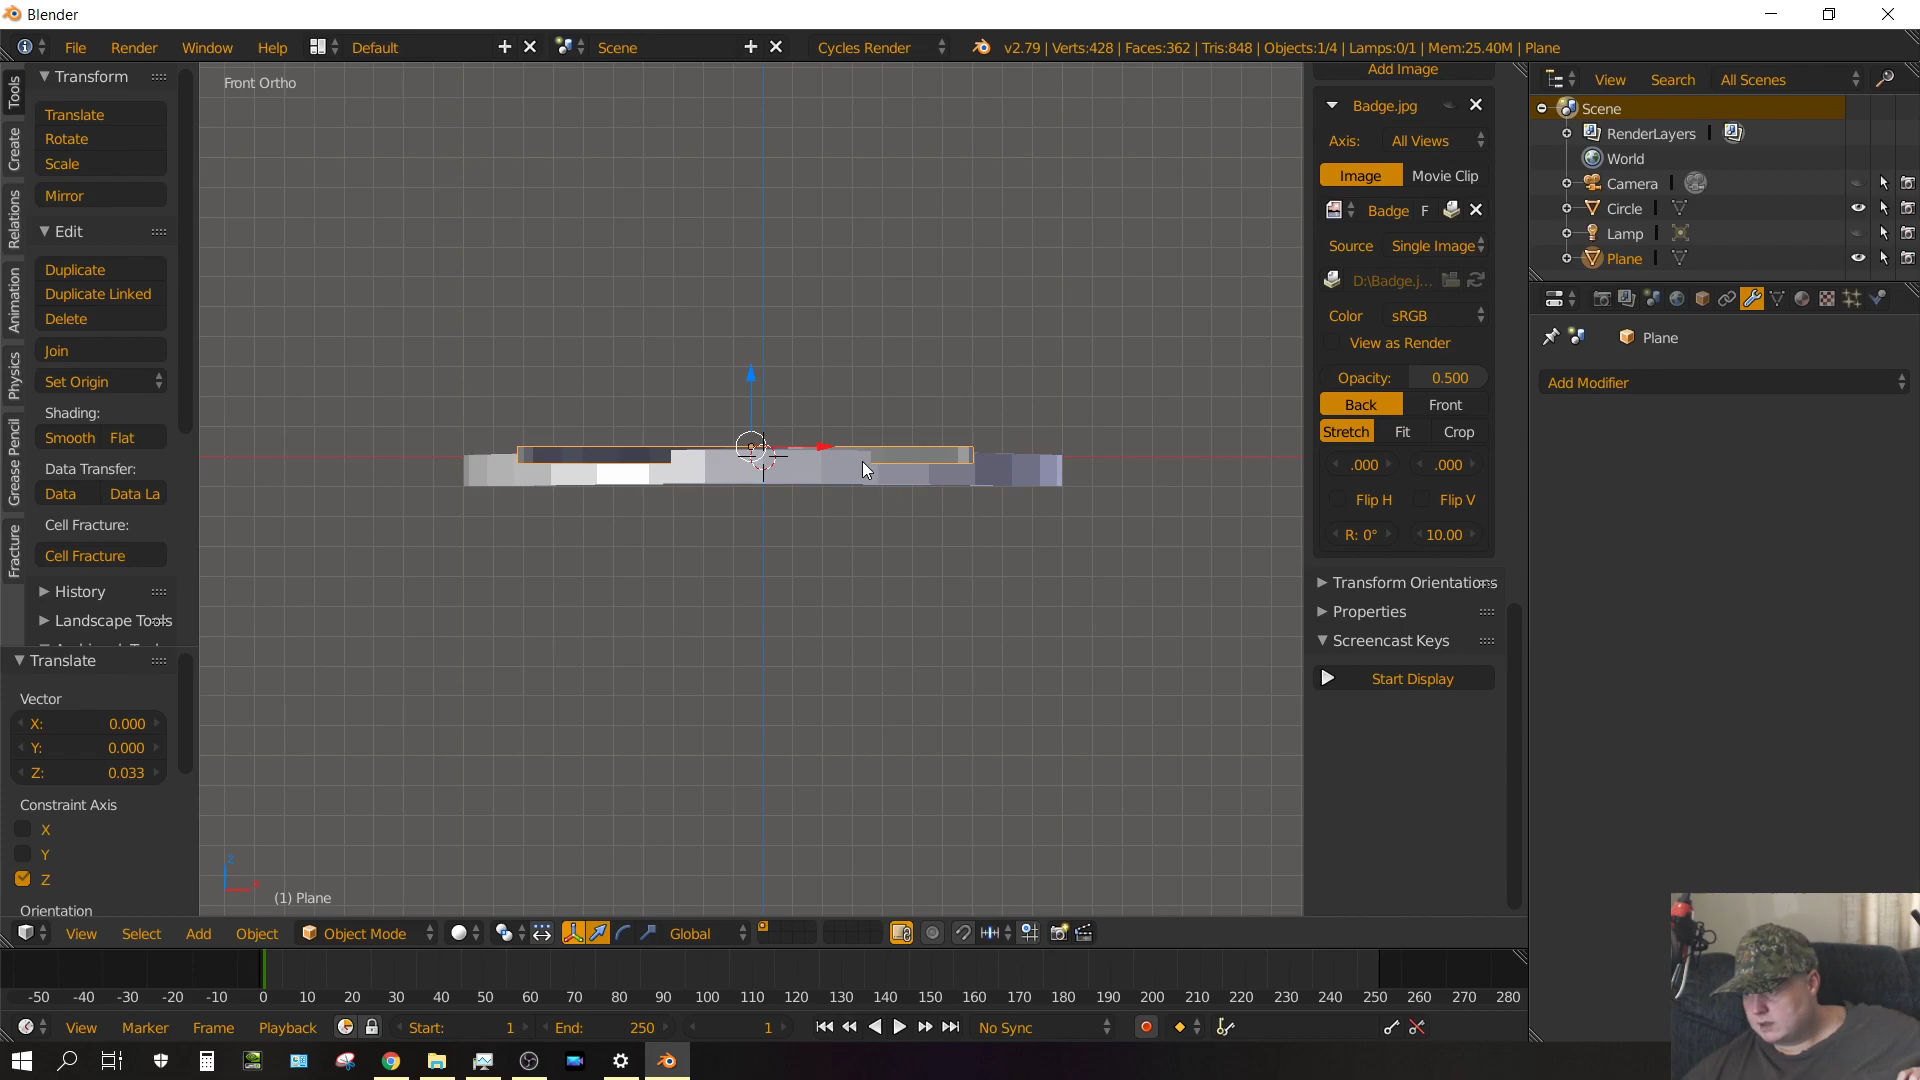 Blender
File Render Window Help Default Scene Cycles Render v2.79 | Verts:428 | Faces:362 | Tris:848 | Objects:1/4 | Lamps:0/1 | Mem:25.40M | Plane
Tools
Create
Relations
Animation
Physics
Grease Pencil
Fracture
Transform
Translate
Rotate
Scale
Mirror
Edit
Duplicate
Duplicate Linked
Delete
Join
Set Origin
Shading:
Smooth Flat
Data Transfer:
Data Data La
Cell Fracture:
Cell Fracture
History
Landscape Tools
Translate
Vector
X: 0.000
Y: 0.000
Z: 0.033
Constraint Axis
X
Y
Z
Orientation
Front Ortho
(1) Plane
Add Image
Badge.jpg
Axis: All Views
Image Movie Clip
Badge F
Source Single Image
D:\Badge.j...
Color sRGB
View as Render
Opacity: 0.500
Back Front
Stretch Fit Crop
.000 .000
Flip H Flip V
R: 0° 10.00
Transform Orientations
Properties
Screencast Keys
Start Display
View Search All Scenes
Scene
RenderLayers
World
Camera
Circle
Lamp
Plane
Plane
Add Modifier
View Select Add Object Object Mode Global
-50 -40 -30 -20 -10 0 10 20 30 40 50 60 70 80 90 100 110 120 130 140 150 160 170 180 190 200 210 220 230 240 250 260 270 280
View Marker Frame Playback Start: 1 End: 250 1 No Sync